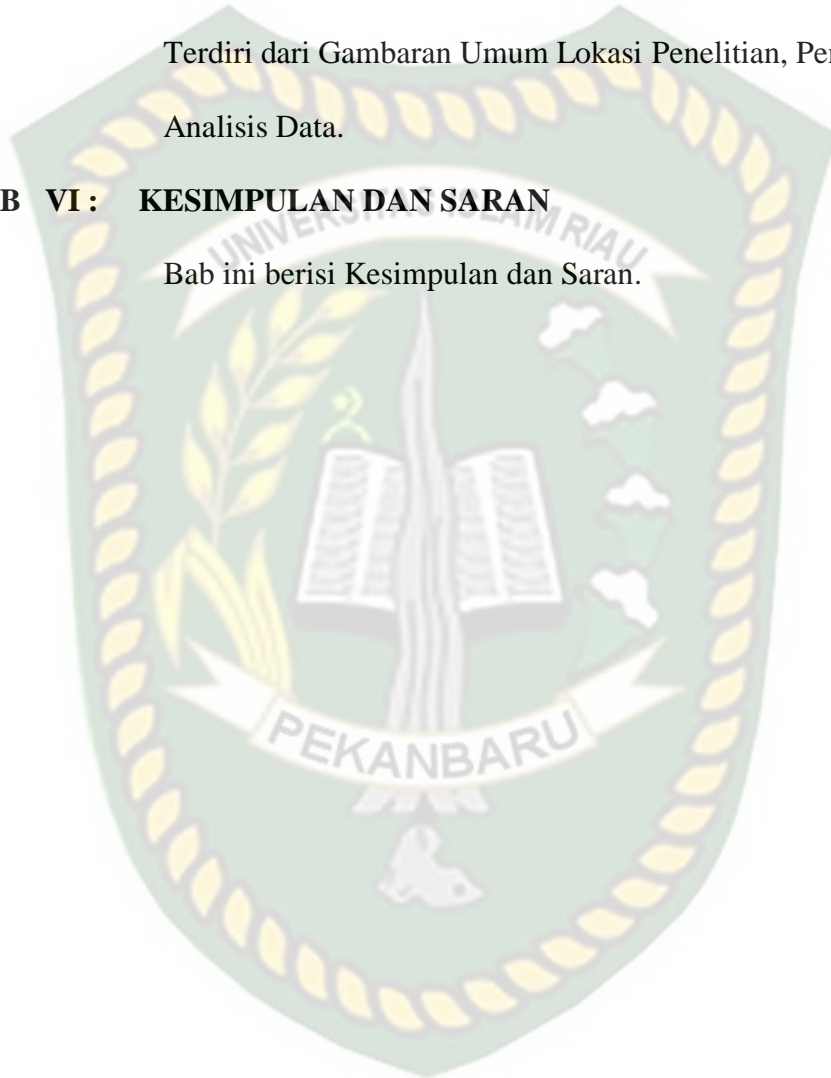 Terdiri dari Gambaran Umum Lokasi Penelitian,
Analisis Data.
B VI : KESIMPULAN DAN SARAN
UNIVERSITAS ISLAM RIAU
Bab ini berisi Kesimpulan dan Saran.
PEKANBARU